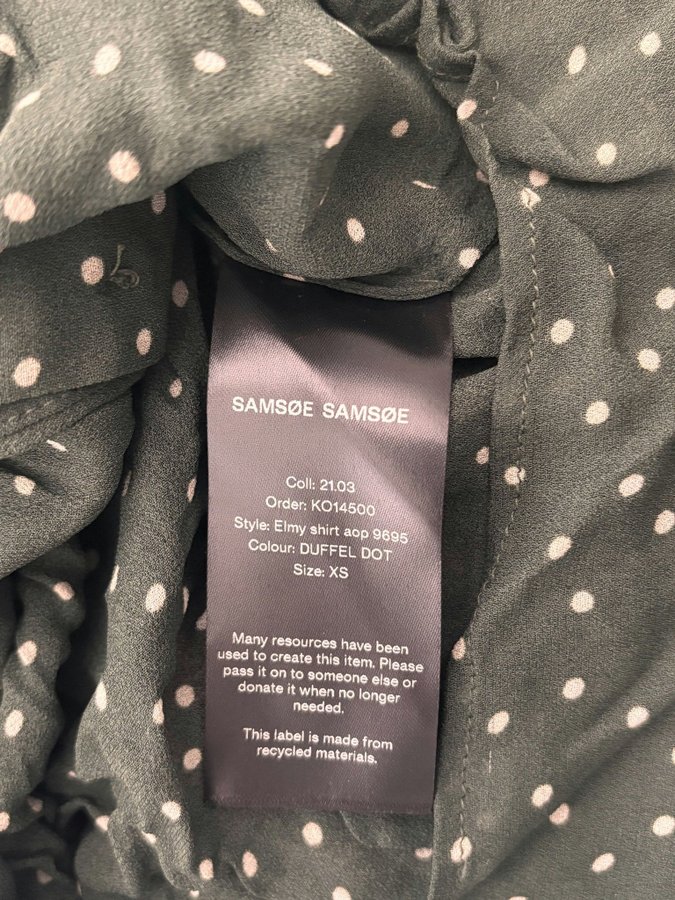 SAMSØE SAMSØE
Coll: 21.03
Order: KO14500
Style: Elmy shirt aop 9695
Colour: DUFFEL DOT
Size: XS
Many resources have been
used to create this item. Please
pass it on to someone else or
donate it when no longer
needed.
This label is made from
recycled materials.